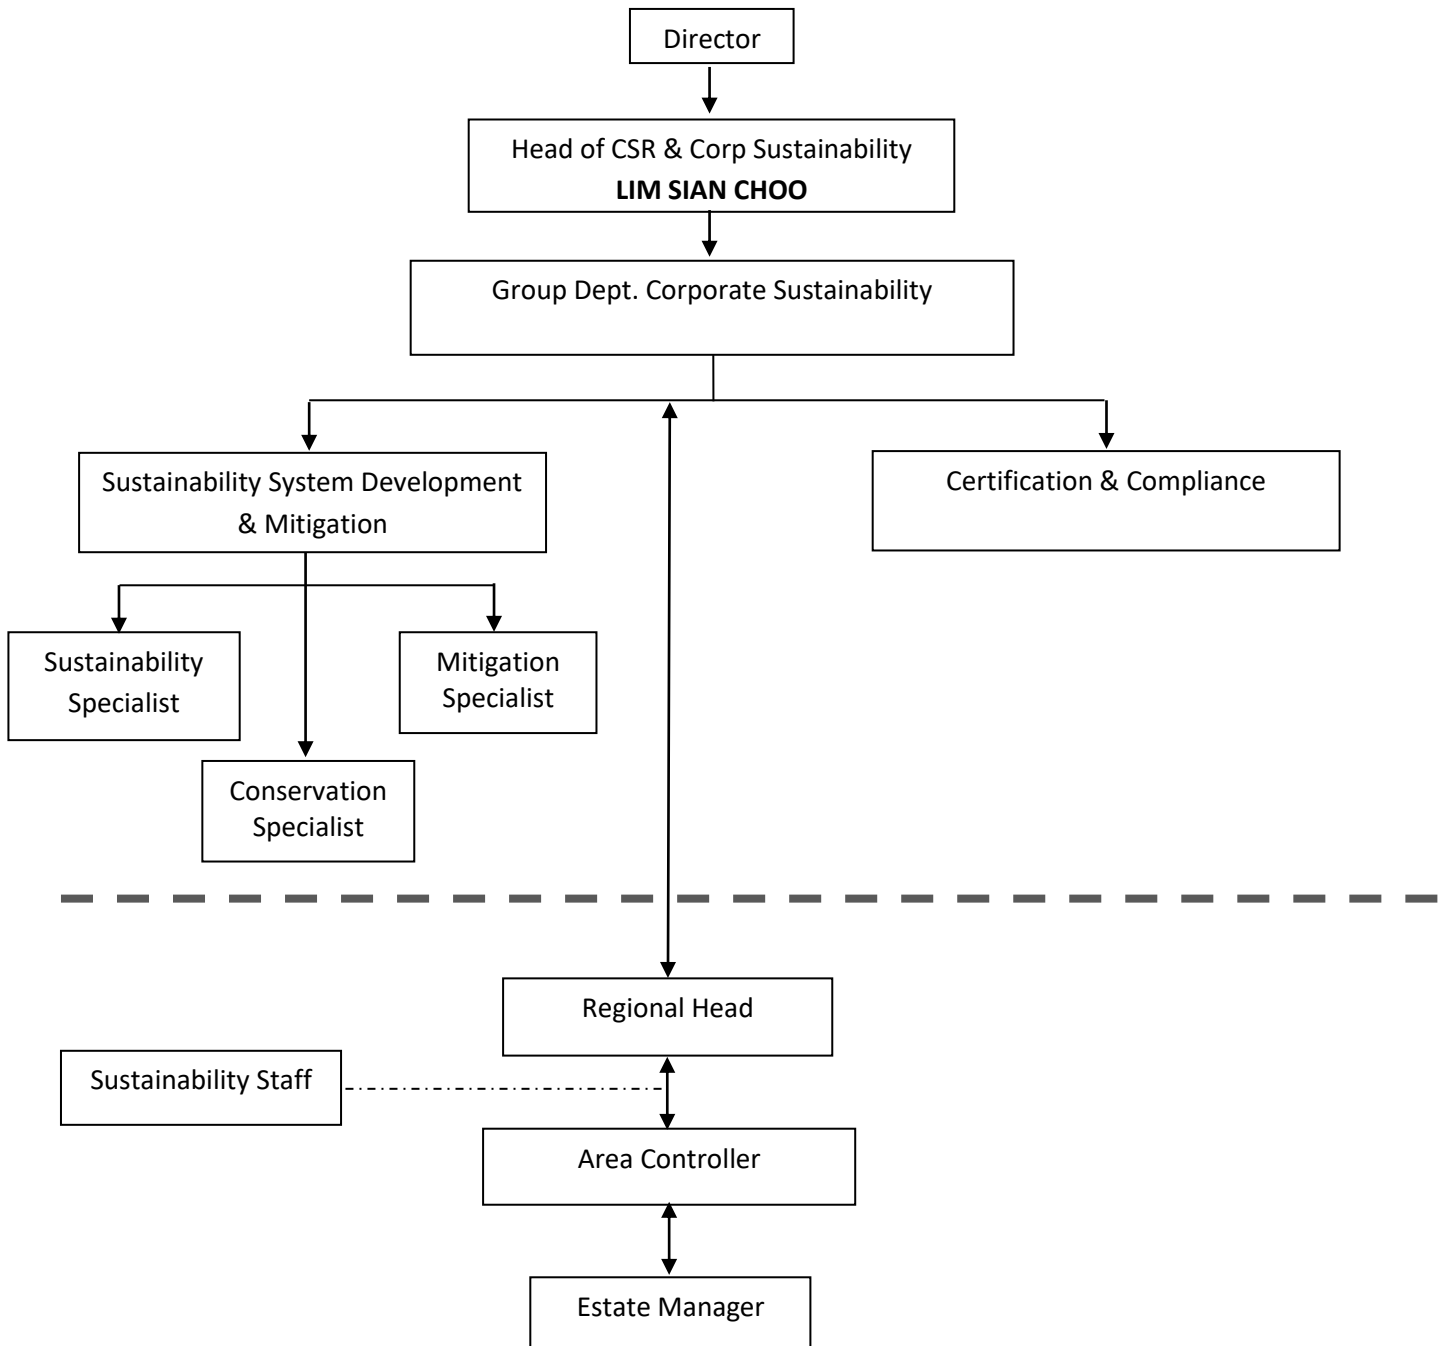 Director
Head of CSR & Corp Sustainability
LIM SIAN CHOO
Group Dept. Corporate Sustainability
Sustainability System Development
& Mitigation
Certification & Compliance
Sustainability
Specialist
Mitigation
Specialist
Conservation
Specialist
Regional Head
Sustainability Staff
Area Controller
Estate Manager